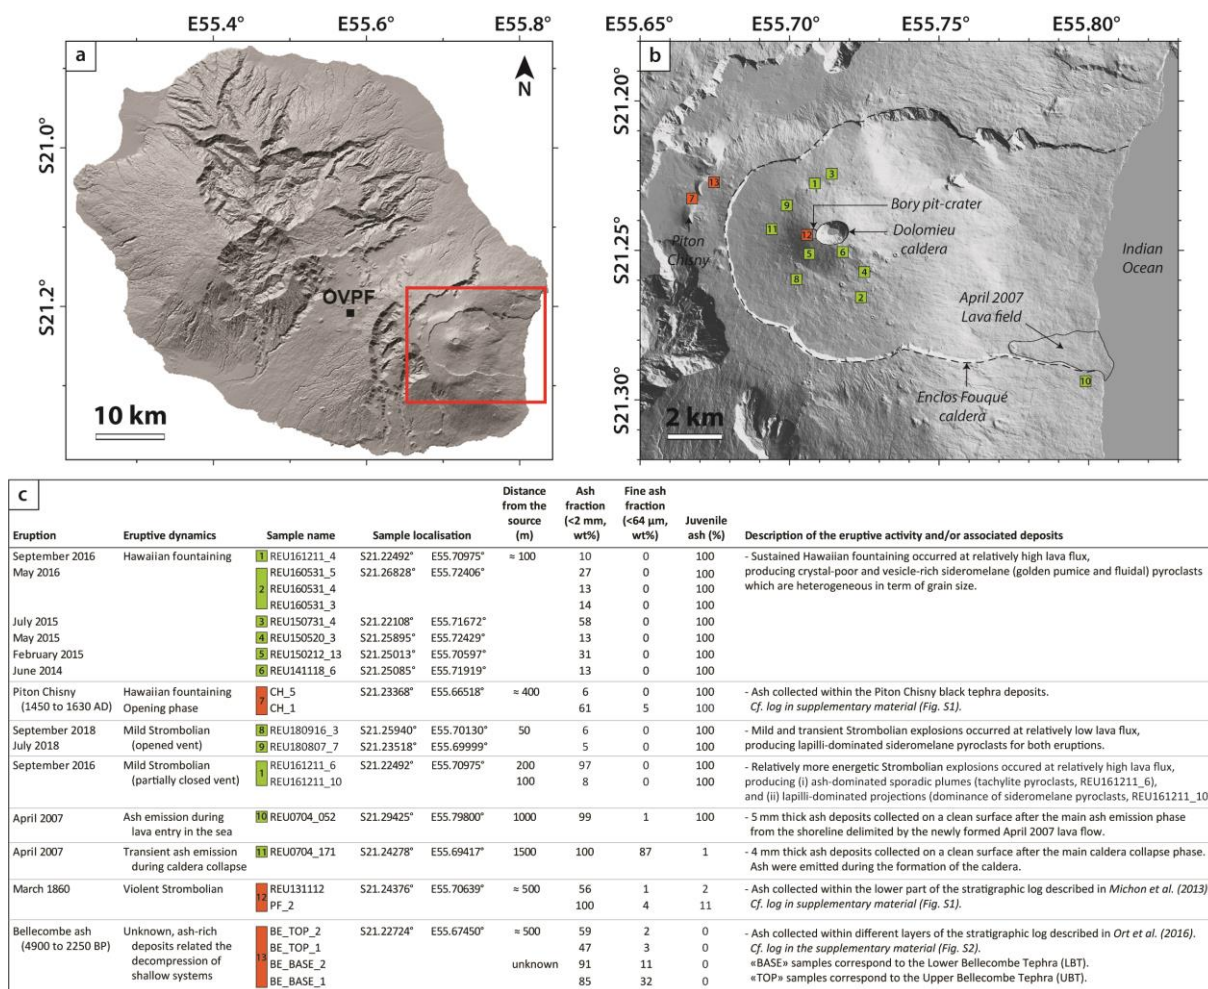 E55.4° E55.6° E55.8°
a
N
S21.0°
S21.2°
OVPF
10 km
E55.65° E55.70° E55.75° E55.80°
b
S21.20°
S21.25°
S21.30°
13
7
1
3
9
11
12
5
6
4
8
2
10
Piton
Chisny
Bory pit-crater
Dolomieu
caldera
Indian
Ocean
April 2007
Lava field
Enclos Fouqué
caldera
2 km
c
Eruption Eruptive dynamics Sample name Sample localisation Distance from the source (m) Ash fraction (<2 mm, wt%) Fine ash fraction (<64 µm, wt%) Juvenile ash (%) Description of the eruptive activity and/or associated deposits
September 2016 Hawaiian fountaining 1 REU161211_4 S21.22492° E55.70975° ≈ 100 10 0 100 - Sustained Hawaiian fountaining occurred at relatively high lava flux,
May 2016 2 REU160531_5 S21.26828° E55.72406° 27 0 100 producing crystal-poor and vesicle-rich sideromelane (golden pumice and fluidal) pyroclasts
REU160531_4 13 0 100 which are heterogeneous in term of grain size.
REU160531_3 14 0 100
July 2015 3 REU150731_4 S21.22108° E55.71672° 58 0 100
May 2015 4 REU150520_3 S21.25895° E55.72429° 13 0 100
February 2015 5 REU150212_13 S21.25013° E55.70597° 31 0 100
June 2014 6 REU141118_6 S21.25085° E55.71919° 13 0 100
Piton Chisny Hawaiian fountaining 7 CH_5 S21.23368° E55.66518° ≈ 400 6 0 100 - Ash collected within the Piton Chisny black tephra deposits.
(1450 to 1630 AD) Opening phase CH_1 61 5 100 Cf. log in supplementary material (Fig. S1).
September 2018 Mild Strombolian 8 REU180916_3 S21.25940° E55.70130° 50 6 0 100 - Mild and transient Strombolian explosions occurred at relatively low lava flux,
July 2018 (opened vent) 9 REU180807_7 S21.23518° E55.69999° 5 0 100 producing lapilli-dominated sideromelane pyroclasts for both eruptions.
September 2016 Mild Strombolian 1 REU161211_6 S21.22492° E55.70975° 200 97 0 100 - Relatively more energetic Strombolian explosions occured at relatively high lava flux,
(partially closed vent) REU161211_10 100 8 0 100 producing (i) ash-dominated sporadic plumes (tachylite pyroclasts, REU161211_6),
and (ii) lapilli-dominated projections (dominance of sideromelane pyroclasts, REU161211_10
April 2007 Ash emission during 10 REU0704_052 S21.29425° E55.79800° 1000 99 1 100 - 5 mm thick ash deposits collected on a clean surface after the main ash emission phase
lava entry in the sea from the shoreline delimited by the newly formed April 2007 lava flow.
April 2007 Transient ash emission 11 REU0704_171 S21.24278° E55.69417° 1500 100 87 1 - 4 mm thick ash deposits collected on a clean surface after the main caldera collapse phase.
during caldera collapse Ash were emitted during the formation of the caldera.
March 1860 Violent Strombolian 12 REU131112 S21.24376° E55.70639° ≈ 500 56 1 2 - Ash collected within the lower part of the stratigraphic log described in Michon et al. (2013)
PF_2 100 4 11 Cf. log in supplementary material (Fig. S1).
Bellecombe ash Unknown, ash-rich 13 BE_TOP_2 S21.22724° E55.67450° ≈ 500 59 2 0 - Ash collected within different layers of the stratigraphic log described in Ort et al. (2016).
(4900 to 2250 BP) deposits related the BE_TOP_1 47 3 0 Cf. log in the supplementary material (Fig. S2).
decompression of BE_BASE_2 unknown 91 11 0 «BASE» samples correspond to the Lower Bellecombe Tephra (LBT).
shallow systems BE_BASE_1 85 32 0 «TOP» samples correspond to the Upper Bellecombe Tephra (UBT).